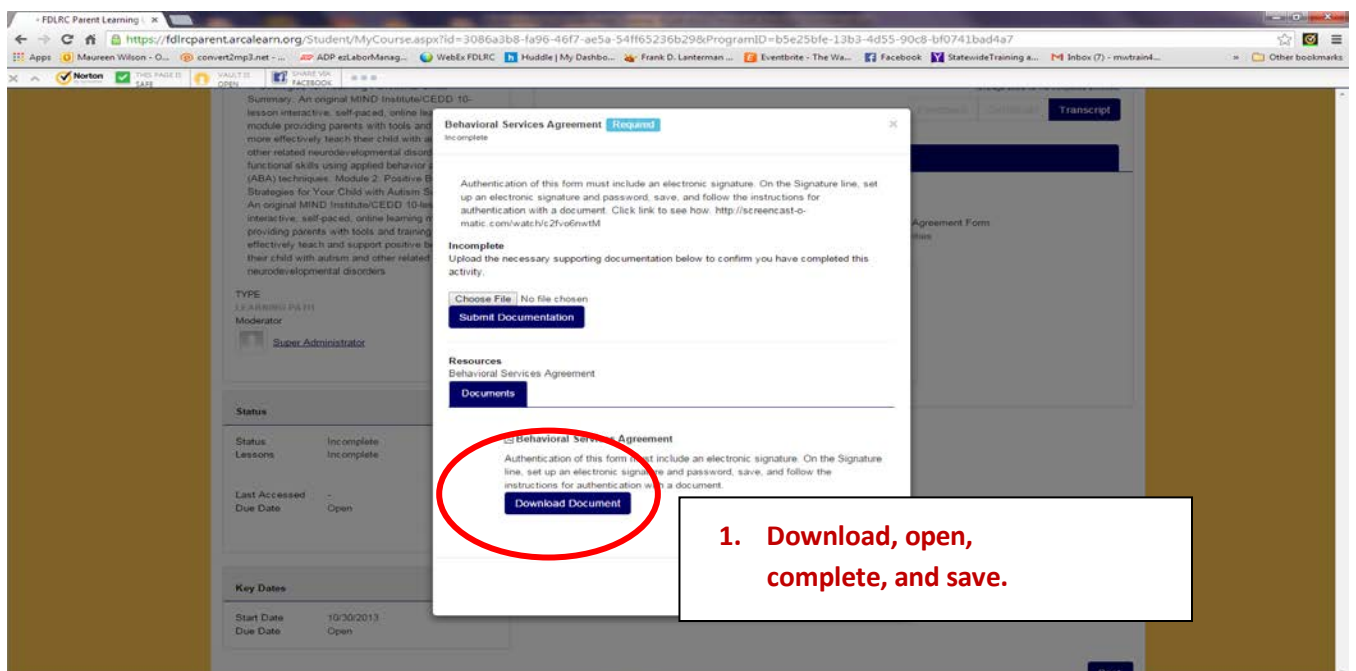 - FDLRC Parent Learning L ×
https://fdlrcparent.arcalearn.org/Student/MyCourse.aspx?id=3086a3b8-fa96-46f7-ae5a-54ff65236b29&ProgramID=b5e25bfe-13b3-4d55-90c8-bf0741bad4a7
Apps Maureen Wilson - O... convert2mp3.net - ... ADP ezLaborManag... WebEx FDLRC Huddle | My Dashbo... Frank D. Lanterman ... Eventbrite - The Wa... Facebook StatewideTraining a... Inbox (7) - mwtrain4... » Other bookmarks
Norton THIS PAGE IS SAFE VAULT IS OPEN SHARE VIA FACEBOOK
Summary: An original MIND Institute/CEDD 10-
lesson interactive, self-paced, online lea
module providing parents with tools and
more effectively teach their child with au
other related neurodevelopmental disord
functional skills using applied behavior a
(ABA) techniques. Module 2: Positive B
Strategies for Your Child with Autism S
An original MIND Institute/CEDD 10-les
interactive, self-paced, online learning m
providing parents with tools and training
effectively teach and support positive be
their child with autism and other related
neurodevelopmental disorders
TYPE
LEARNING PATH
Moderator
Super Administrator
Status
Status Incomplete
Lessons Incomplete
Last Accessed -
Due Date Open
Key Dates
Start Date 10/30/2013
Due Date Open
Transcript
Agreement Form
Behavioral Services Agreement Required ×
Incomplete
Authentication of this form must include an electronic signature. On the Signature line, set
up an electronic signature and password, save, and follow the instructions for
authentication with a document. Click link to see how. http://screencast-o-
matic.com/watch/c2fvo6nwtM
Incomplete
Upload the necessary supporting documentation below to confirm you have completed this
activity.
Choose File No file chosen
Submit Documentation
Resources
Behavioral Services Agreement
Documents
Behavioral Services Agreement
Authentication of this form must include an electronic signature. On the Signature
line, set up an electronic signature and password, save, and follow the
instructions for authentication with a document.
Download Document
1. Download, open,
complete, and save.